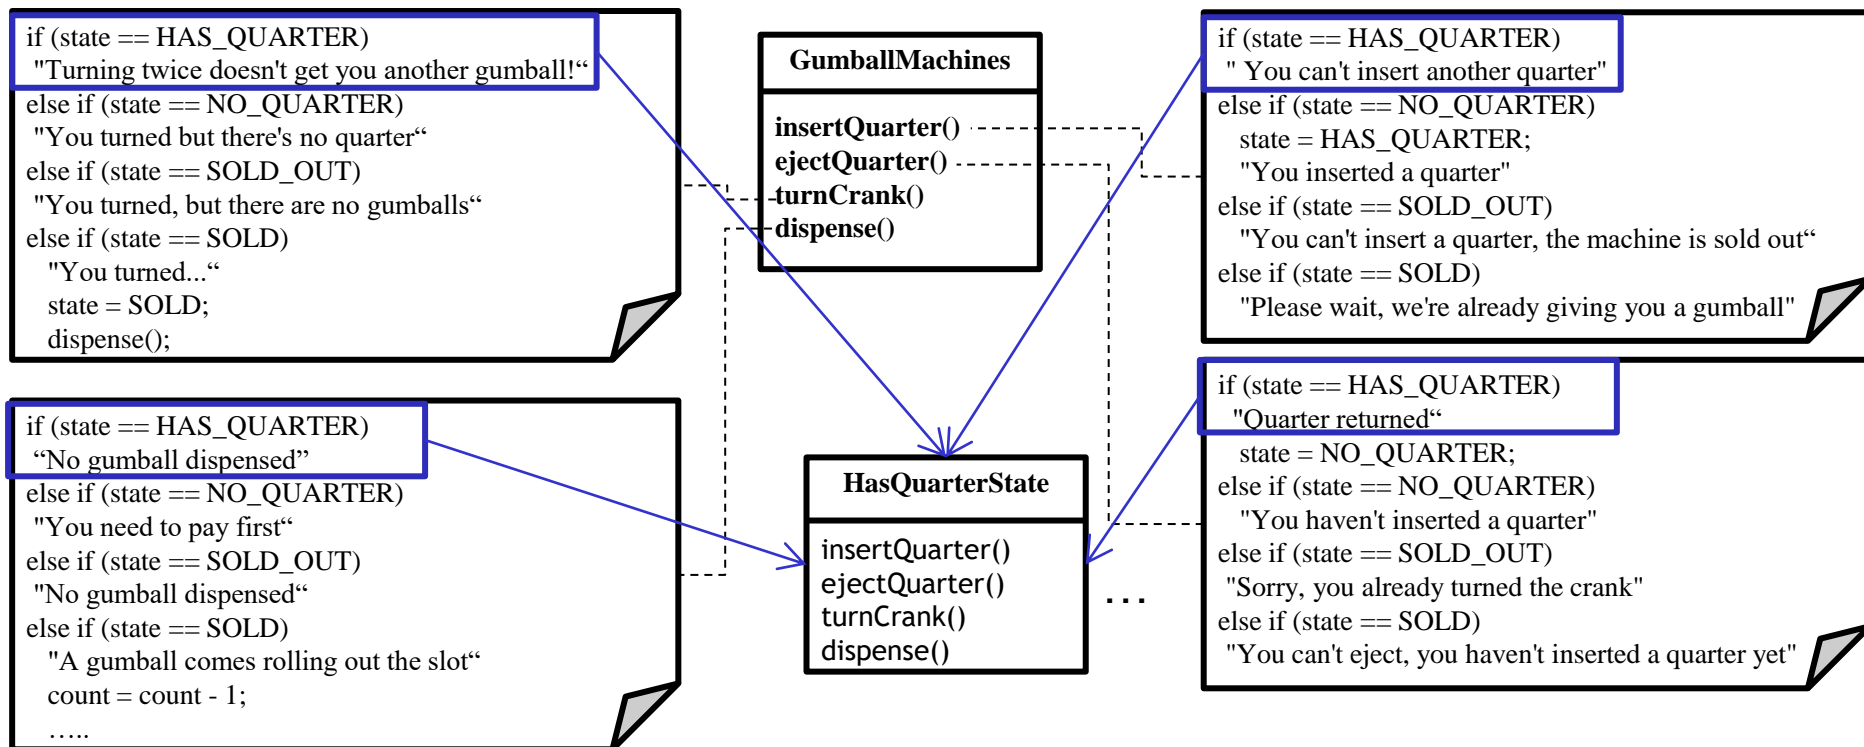 if (state == HAS_QUARTER)
"Turning twice doesn't get you another gumball!“
else if (state == NO_QUARTER)
"You turned but there's no quarter“
else if (state == SOLD_OUT)
"You turned, but there are no gumballs“
else if (state == SOLD)
"You turned...“
state = SOLD;
dispense();
if (state == HAS_QUARTER)
“No gumball dispensed”
else if (state == NO_QUARTER)
"You need to pay first“
else if (state == SOLD_OUT)
"No gumball dispensed“
else if (state == SOLD)
"A gumball comes rolling out the slot“
count = count - 1;
…..
GumballMachines
insertQuarter()
ejectQuarter()
turnCrank()
dispense()
HasQuarterState
insertQuarter()
ejectQuarter()
turnCrank()
dispense()
...
if (state == HAS_QUARTER)
" You can't insert another quarter"
else if (state == NO_QUARTER)
state = HAS_QUARTER;
"You inserted a quarter"
else if (state == SOLD_OUT)
"You can't insert a quarter, the machine is sold out“
else if (state == SOLD)
"Please wait, we're already giving you a gumball"
if (state == HAS_QUARTER)
"Quarter returned“
state = NO_QUARTER;
else if (state == NO_QUARTER)
"You haven't inserted a quarter"
else if (state == SOLD_OUT)
"Sorry, you already turned the crank"
else if (state == SOLD)
"You can't eject, you haven't inserted a quarter yet"